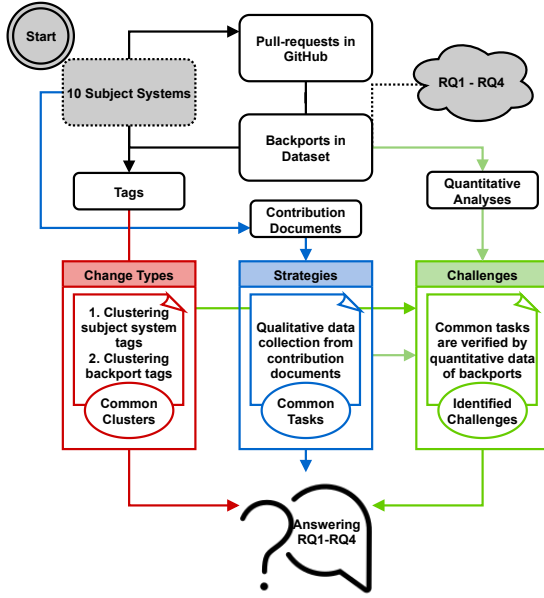 Start
Pull-requests in
GitHub
10 Subject Systems
RQ1 - RQ4
Backports in
Dataset
Tags
Quantitative
Analyses
Contribution
Documents
Change Types
1. Clustering
subject system
tags
2. Clustering
backport tags
Common
Clusters
Strategies
Qualitative data
collection from
contribution
documents
Common
Tasks
Challenges
Common tasks
are verified by
quantitative data
of backports
Identified
Challenges
Answering
RQ1-RQ4